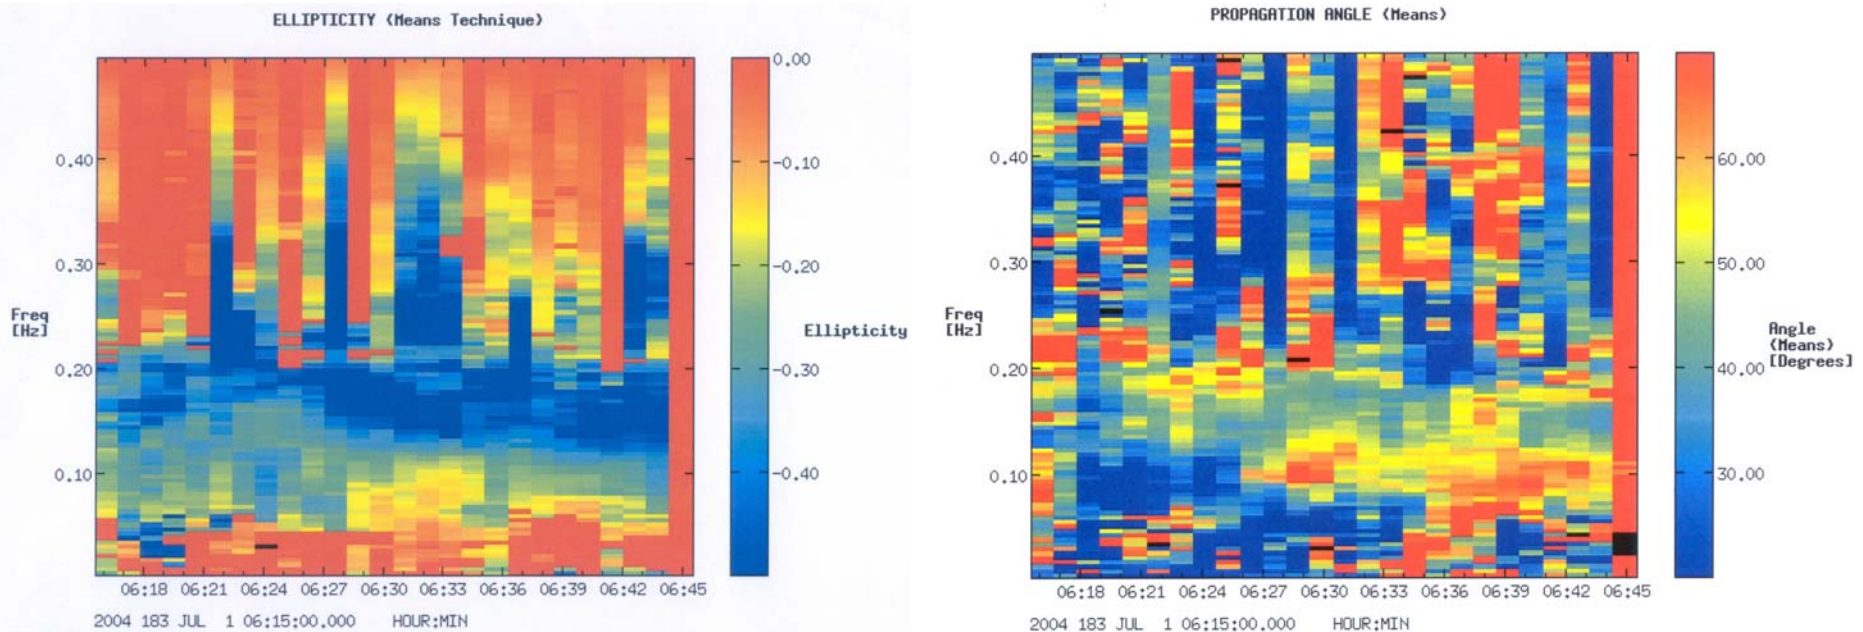 ELLIPTICITY (Means Technique)
0.00
0.40
-0.10
0.30
-0.20
Freq
[Hz]
Ellipticity
0.20
-0.30
0.10
-0.40
06:18 06:21 06:24 06:27 06:30 06:33 06:36 06:39 06:42 06:45
2004 183 JUL 1 06:15:00.000 HOUR:MIN
PROPAGATION ANGLE (Means)
0.40
60.00
0.30
50.00
Freq
[Hz]
Angle
(Means)
[Degrees]
0.20
40.00
0.10
30.00
06:18 06:21 06:24 06:27 06:30 06:33 06:36 06:39 06:42 06:45
2004 183 JUL 1 06:15:00.000 HOUR:MIN